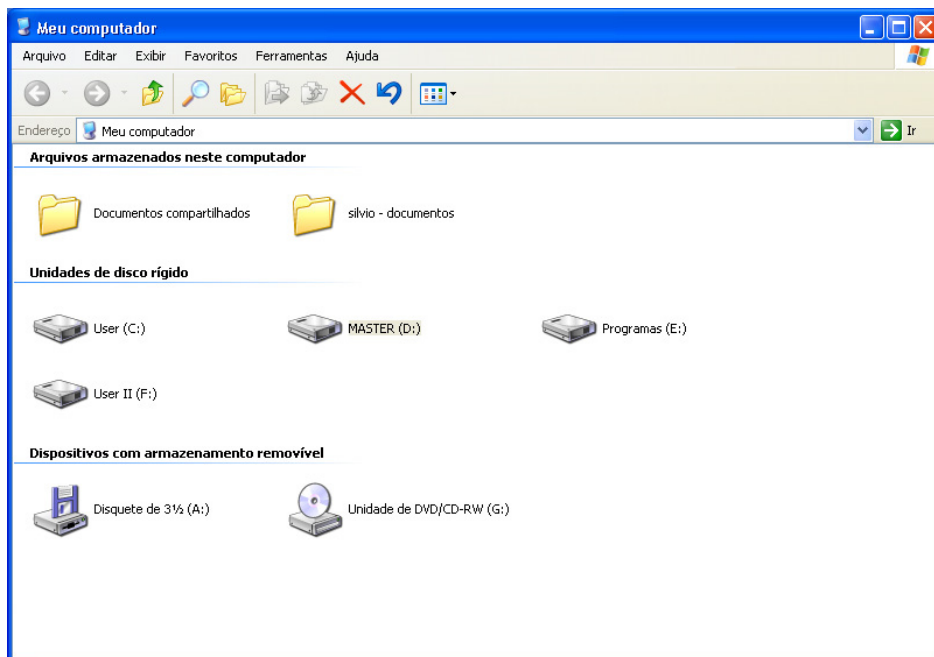 Meu computador
Arquivo Editar Exibir Favoritos Ferramentas Ajuda
Endereço Meu computador Ir
Arquivos armazenados neste computador
Documentos compartilhados silvio - documentos
Unidades de disco rígido
User (C:) MASTER (D:) Programas (E:)
User II (F:)
Dispositivos com armazenamento removível
Disquete de 3½ (A:) Unidade de DVD/CD-RW (G:)